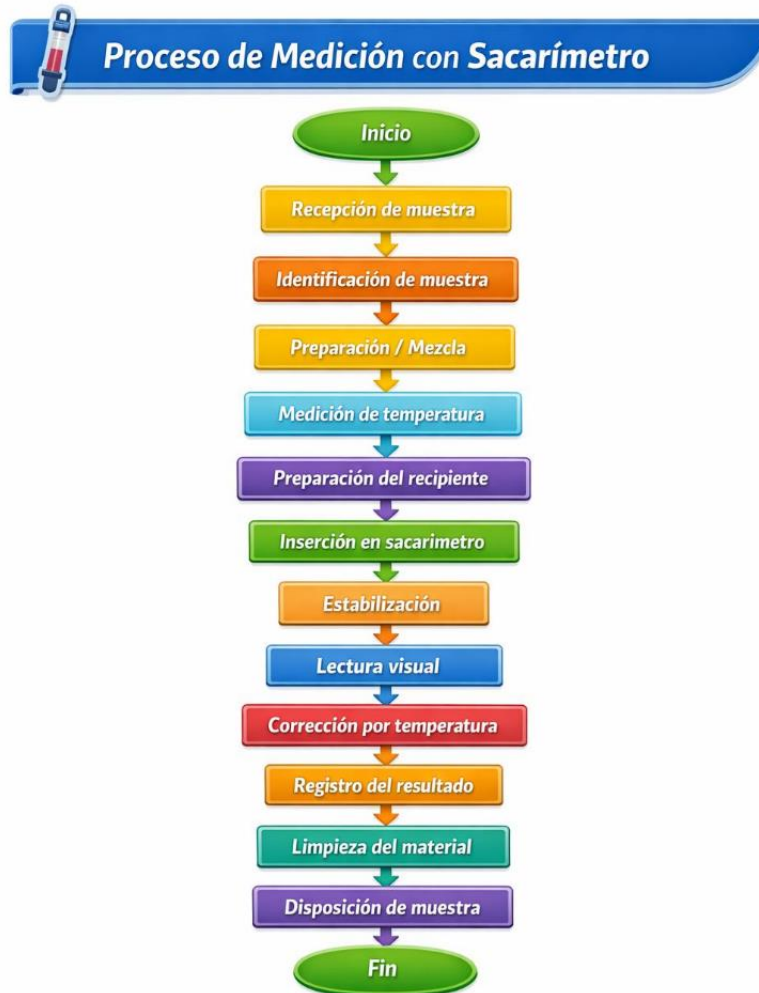 Proceso de Medición con Sacarímetro
Inicio
Recepción de muestra
Identificación de muestra
Preparación / Mezcla
Medición de temperatura
Preparación del recipiente
Inserción en sacarimetro
Estabilización
Lectura visual
Corrección por temperatura
Registro del resultado
Limpieza del material
Disposición de muestra
Fin